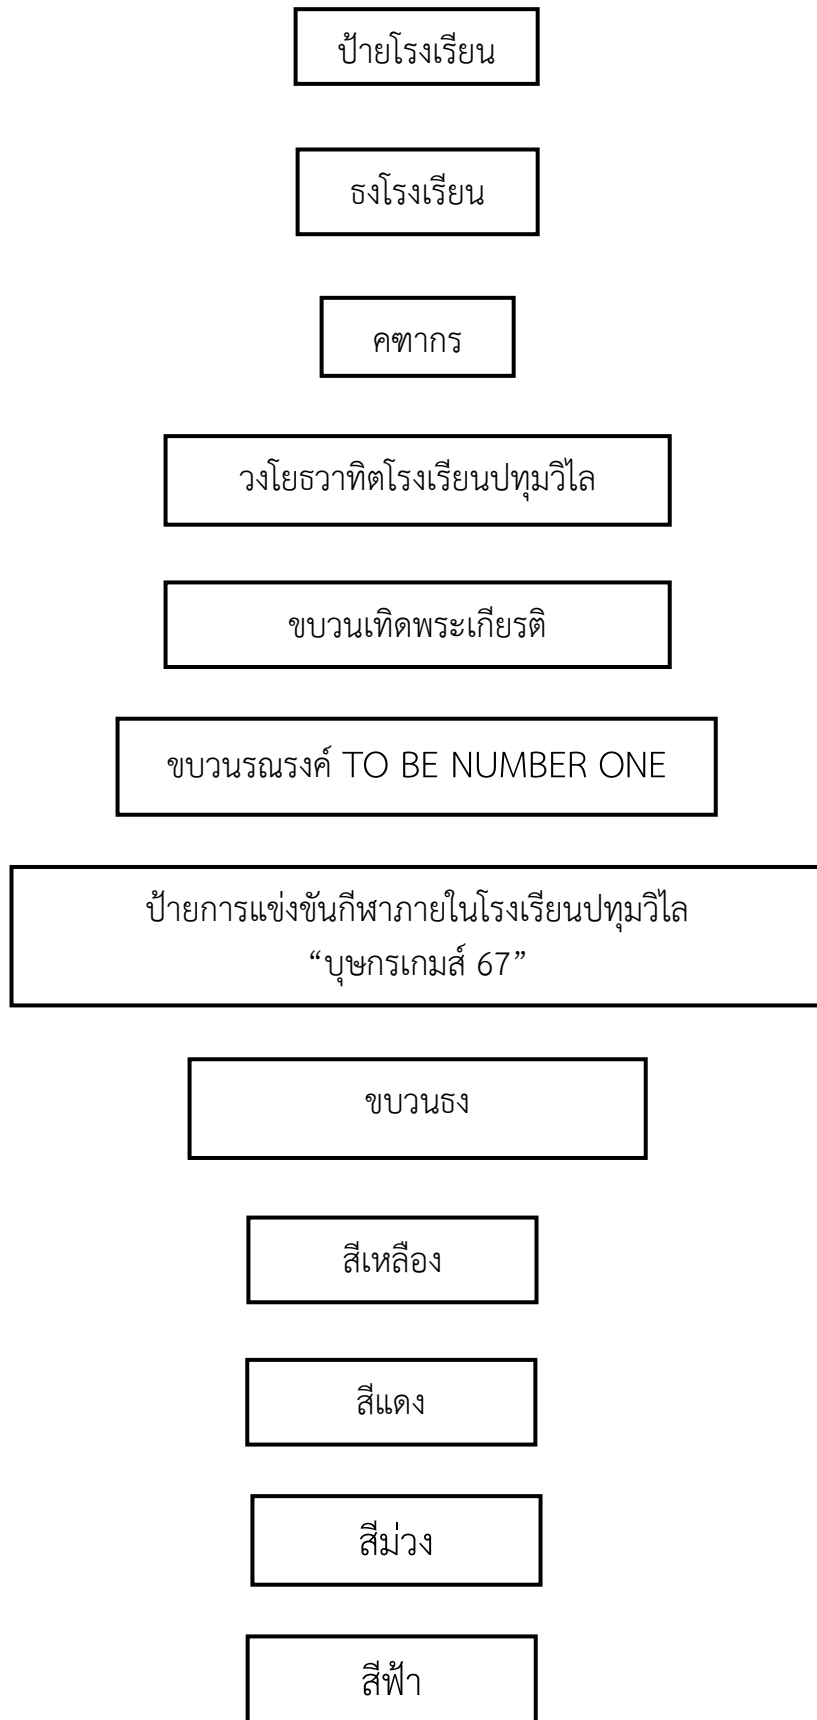 ป้ายโรงเรียน
ธงโรงเรียน
คฑากร
วงโยธวาทิตโรงเรียนปทุมวิไล
ขบวนเทิดพระเกียรติ
ขบวนรณรงค์ TO BE NUMBER ONE
ป้ายการแข่งขันกีฬาภายในโรงเรียนปทุมวิไล
“บุษกรเกมส์ 67”
ขบวนธง
สีเหลือง
สีแดง
สีม่วง
สีฟ้า